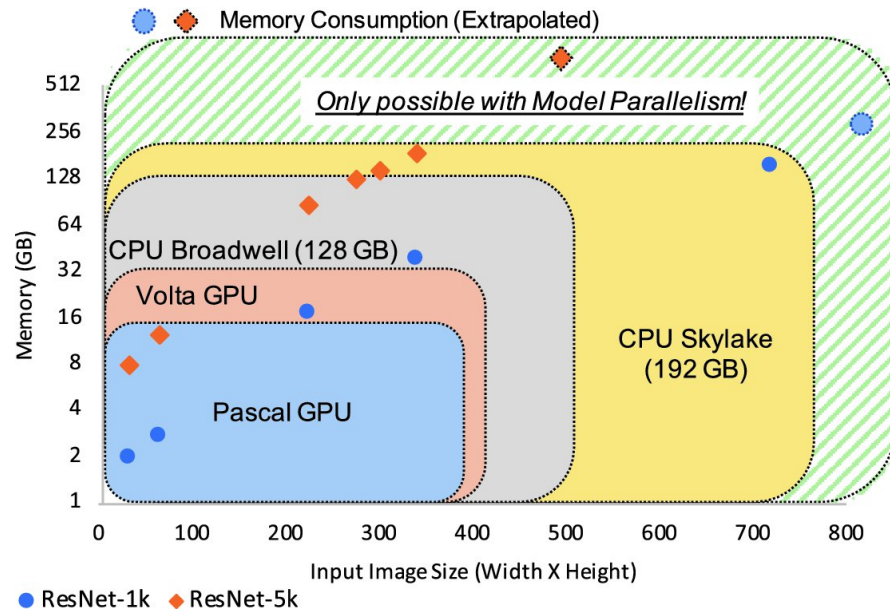 Memory Consumption (Extrapolated)
Only possible with Model Parallelism!
512
256
128
64
32
16
8
4
2
1
Memory (GB)
CPU Broadwell (128 GB)
Volta GPU
Pascal GPU
CPU Skylake
(192 GB)
0 100 200 300 400 500 600 700 800
Input Image Size (Width X Height)
ResNet-1k ResNet-5k